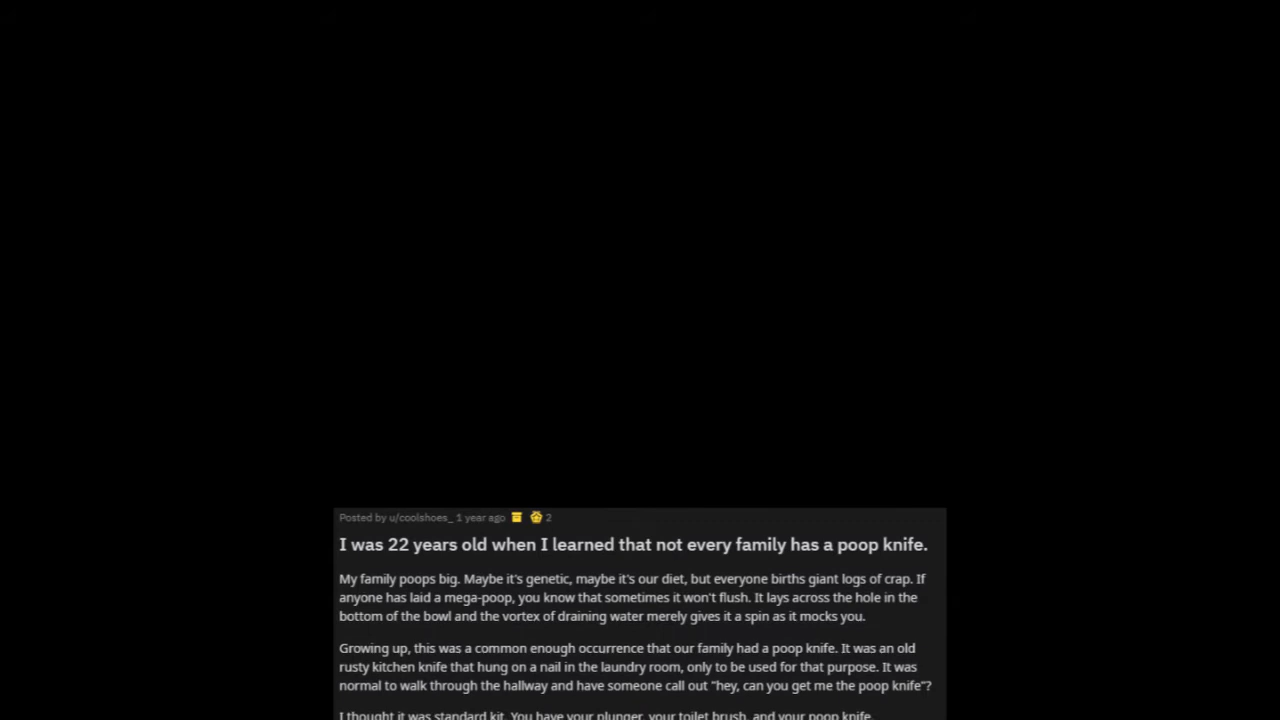 Posted by u/coolshoes_ 1 year ago 2
I was 22 years old when I learned that not every family has a poop knife.
My family poops big. Maybe it's genetic, maybe it's our diet, but everyone births giant logs of crap. If
anyone has laid a mega-poop, you know that sometimes it won't flush. It lays across the hole in the
bottom of the bowl and the vortex of draining water merely gives it a spin as it mocks you.
Growing up, this was a common enough occurrence that our family had a poop knife. It was an old
rusty kitchen knife that hung on a nail in the laundry room, only to be used for that purpose. It was
normal to walk through the hallway and have someone call out "hey, can you get me the poop knife"?
I thought it was standard kit. You have your plunger, your toilet brush, and your poop knife.